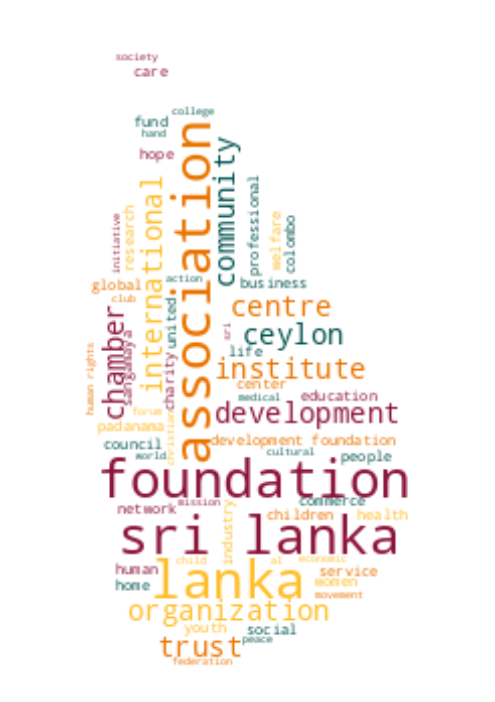 society
care
college
fund
hand
hope
association
community
international
research
initiative
professional
welfare
colombo
action
business
global
club
centre
chamber
sangamaya
united
charity
sri
ceylon
life
human rights
institute
center
medical
education
forum
christian
development
padanama
council
development foundation
world
cultural
people
foundation
mission
commerce
network
industry
children
health
sri lanka
human
child
al
economic
service
home
lanka
women
movement
organization
youth
social
peace
trust
federation